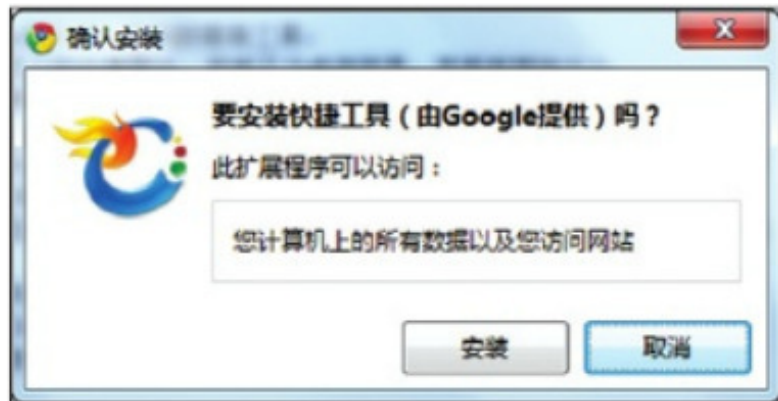 确认安装
要安装快捷工具(由Google提供)吗?
此扩展程序可以访问:
您计算机上的所有数据以及您访问网站
安装
取消